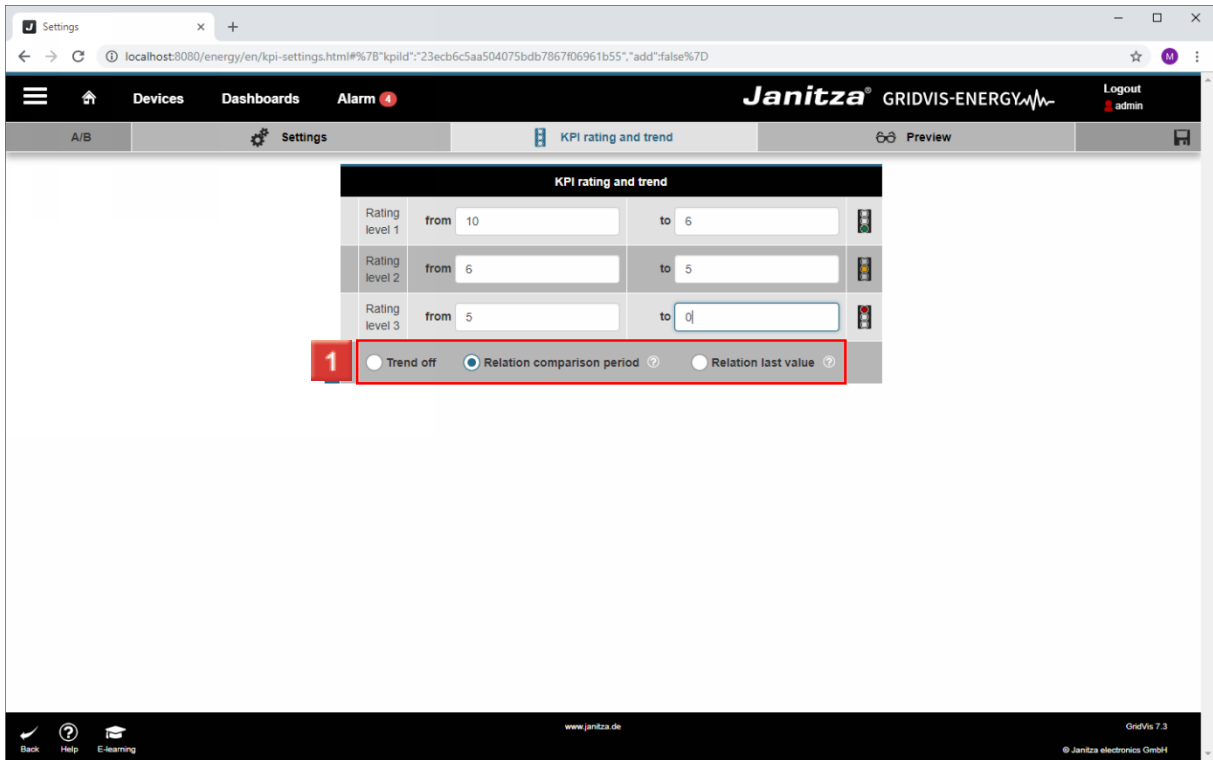 Settings
localhost:8080/energy/en/kpi-settings.html#%7B"kpiId":"23ecb6c5aa504075bdb7867f06961b55","add":false%7D
M
Devices Dashboards Alarm 4 Janitza® GRIDVIS-ENERGY Logout
admin
A/B Settings KPI rating and trend Preview
KPI rating and trend
Rating level 1 from 10 to 6
Rating level 2 from 6 to 5
Rating level 3 from 5 to 0
1 Trend off Relation comparison period ? Relation last value ?
www.janitza.de GridVis 7.3
Back Help E-learning © Janitza electronics GmbH